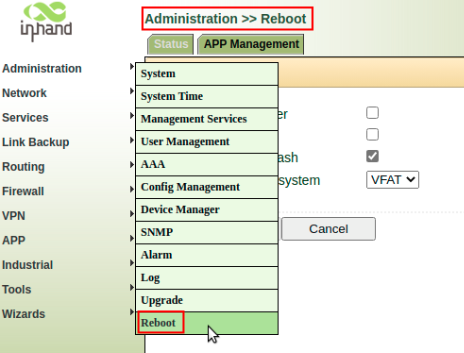 inhand
Administration >> Reboot
Status
APP Management
Administration
Network
Services
Link Backup
Routing
Firewall
VPN
APP
Industrial
Tools
Wizards
System
System Time
Management Services
User Management
AAA
Config Management
Device Manager
SNMP
Alarm
Log
Upgrade
Reboot
er
ash
system
VFAT
Cancel